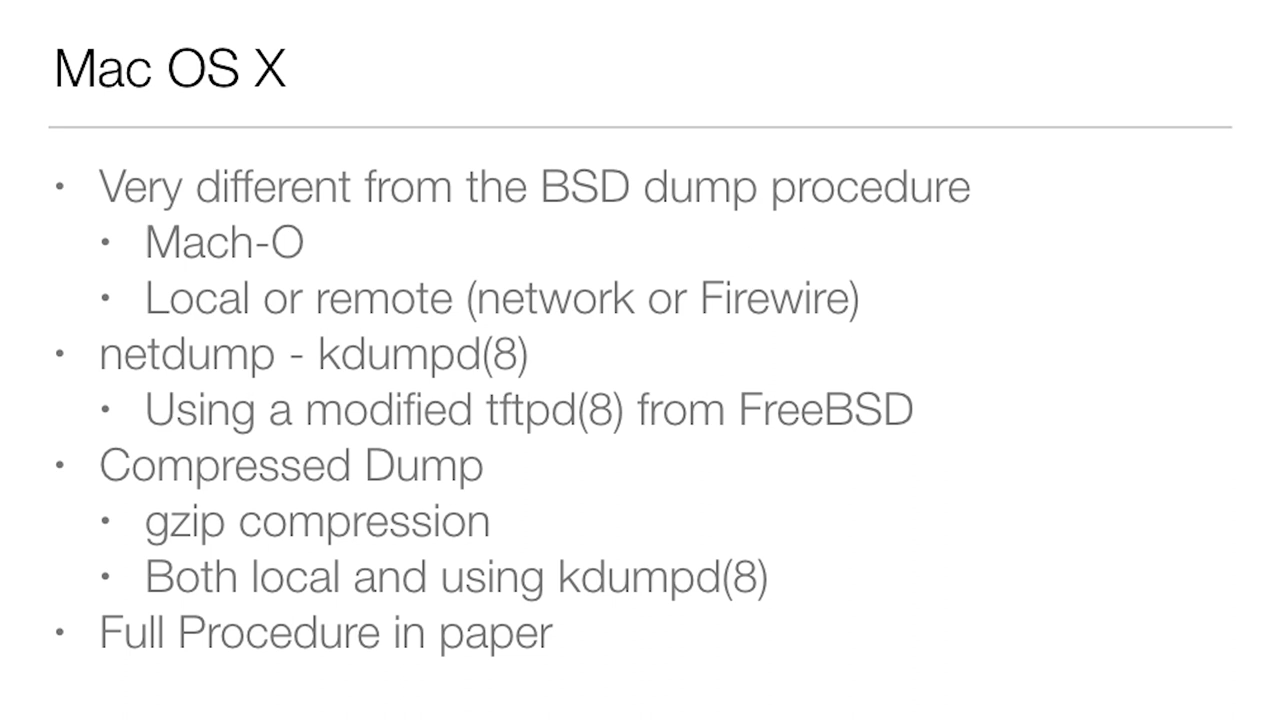 Mac OS X
• Very different from the BSD dump procedure
• Mach-O
• Local or remote (network or Firewire)
• netdump - kdumpd(8)
• Using a modified tftpd(8) from FreeBSD
• Compressed Dump
• gzip compression
• Both local and using kdumpd(8)
• Full Procedure in paper